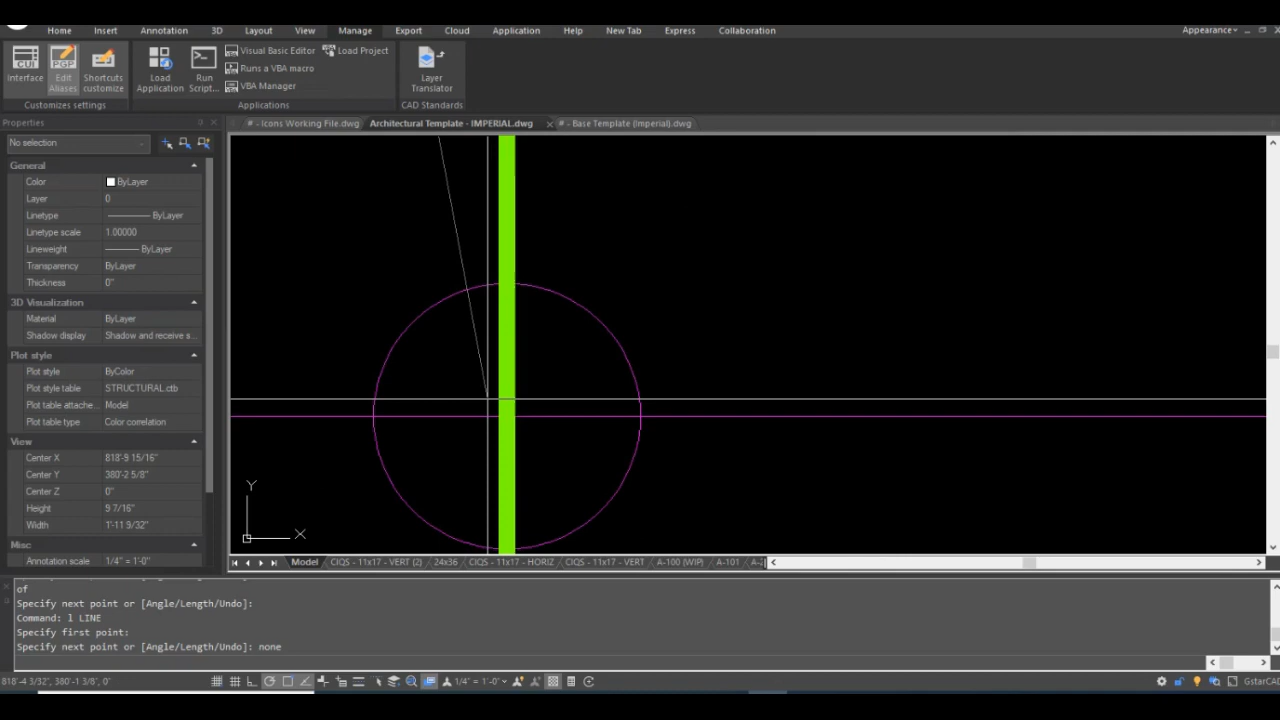 Home Insert Annotation 3D Layout View Manage Export Cloud Application Help New Tab Express Collaboration Appearance
CUI PGP Visual Basic Editor Load Project
Interface Edit Aliases Shortcuts customize Load Application Run Script... Runs a VBA macro Layer Translator
VBA Manager
Customizes settings Applications CAD Standards
Properties # - Icons Working File.dwg Architectural Template - IMPERIAL.dwg # - Base Template (Imperial).dwg
No selection
General
Color ByLayer
Layer 0
Linetype ByLayer
Linetype scale 1.00000
Lineweight ByLayer
Transparency ByLayer
Thickness 0"
3D Visualization
Material ByLayer
Shadow display Shadow and receive s...
Plot style
Plot style ByColor
Plot style table STRUCTURAL.ctb
Plot table attache... Model
Plot table type Color correlation
View
Center X 818'-9 15/16"
Center Y 380'-2 5/8"
Center Z 0"
Height 9 7/16"
Width 1'-11 9/32"
Misc
Annotation scale 1/4" = 1'-0"
Y
X
Model CIQS - 11x17 - VERT (2) 24x36 CIQS - 11x17 - HORIZ CIQS - 11x17 - VERT A-100 (WIP) A-101
of
Specify next point or [Angle/Length/Undo]:
Command: l LINE
Specify first point:
Specify next point or [Angle/Length/Undo]: none
818'-4 3/32", 380'-1 3/8", 0" 1/4" = 1'-0" GstarCAD